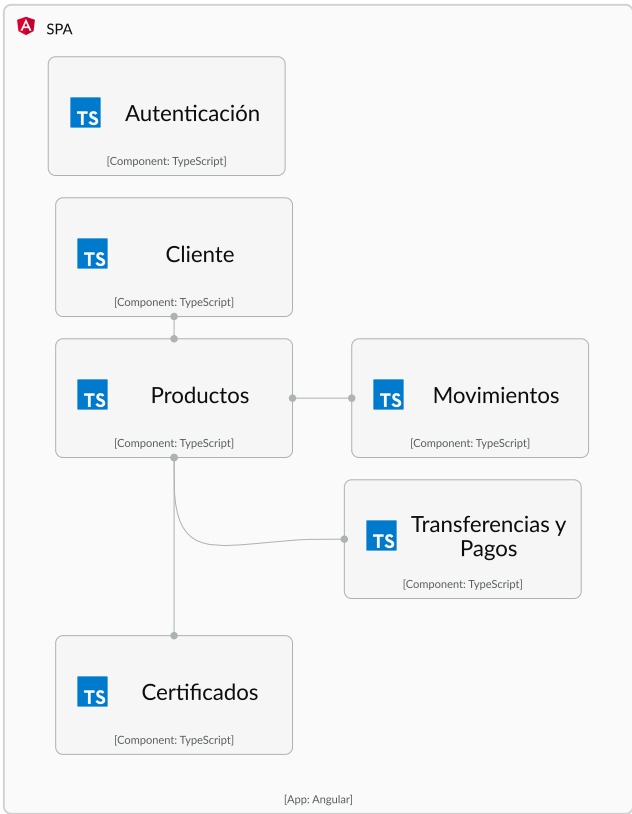 SPA
TS
Autenticación
[Component: TypeScript]
TS
Cliente
[Component: TypeScript]
TS
Productos
[Component: TypeScript]
TS
Movimientos
[Component: TypeScript]
TS
Transferencias y
Pagos
[Component: TypeScript]
TS
Certificados
[Component: TypeScript]
[App: Angular]